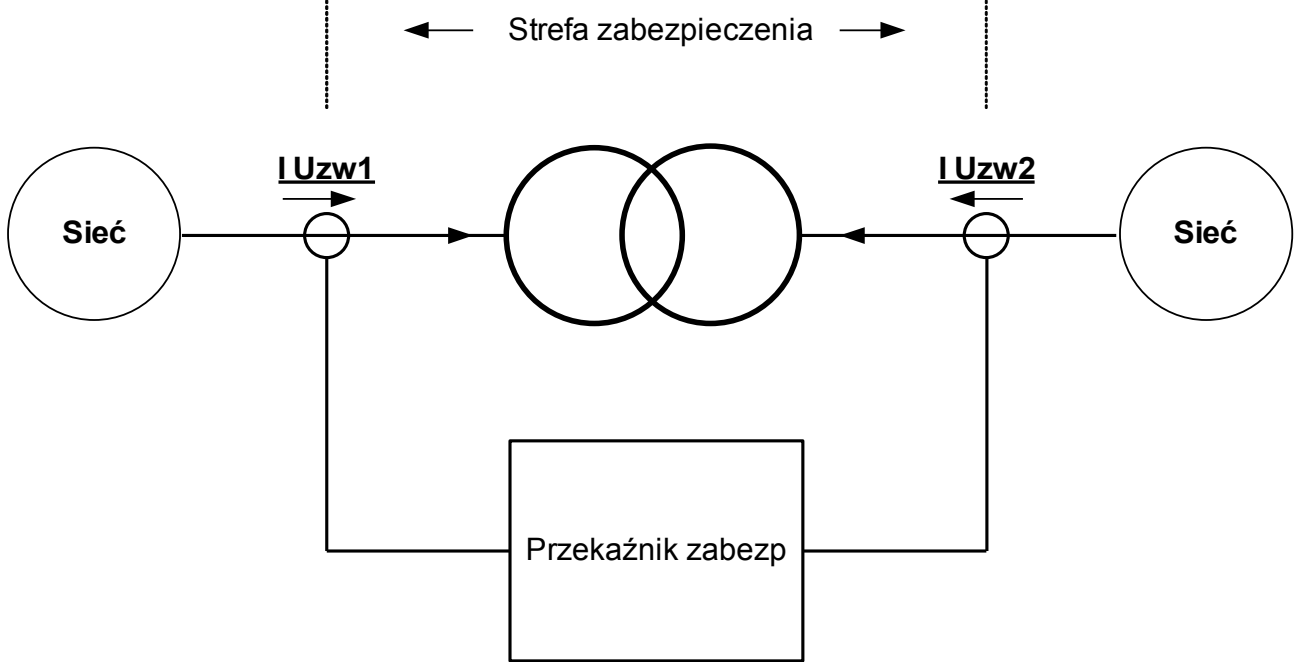 Strefa zabezpieczenia
I Uzw1
I Uzw2
Sieć
Sieć
Przekaźnik zabezp